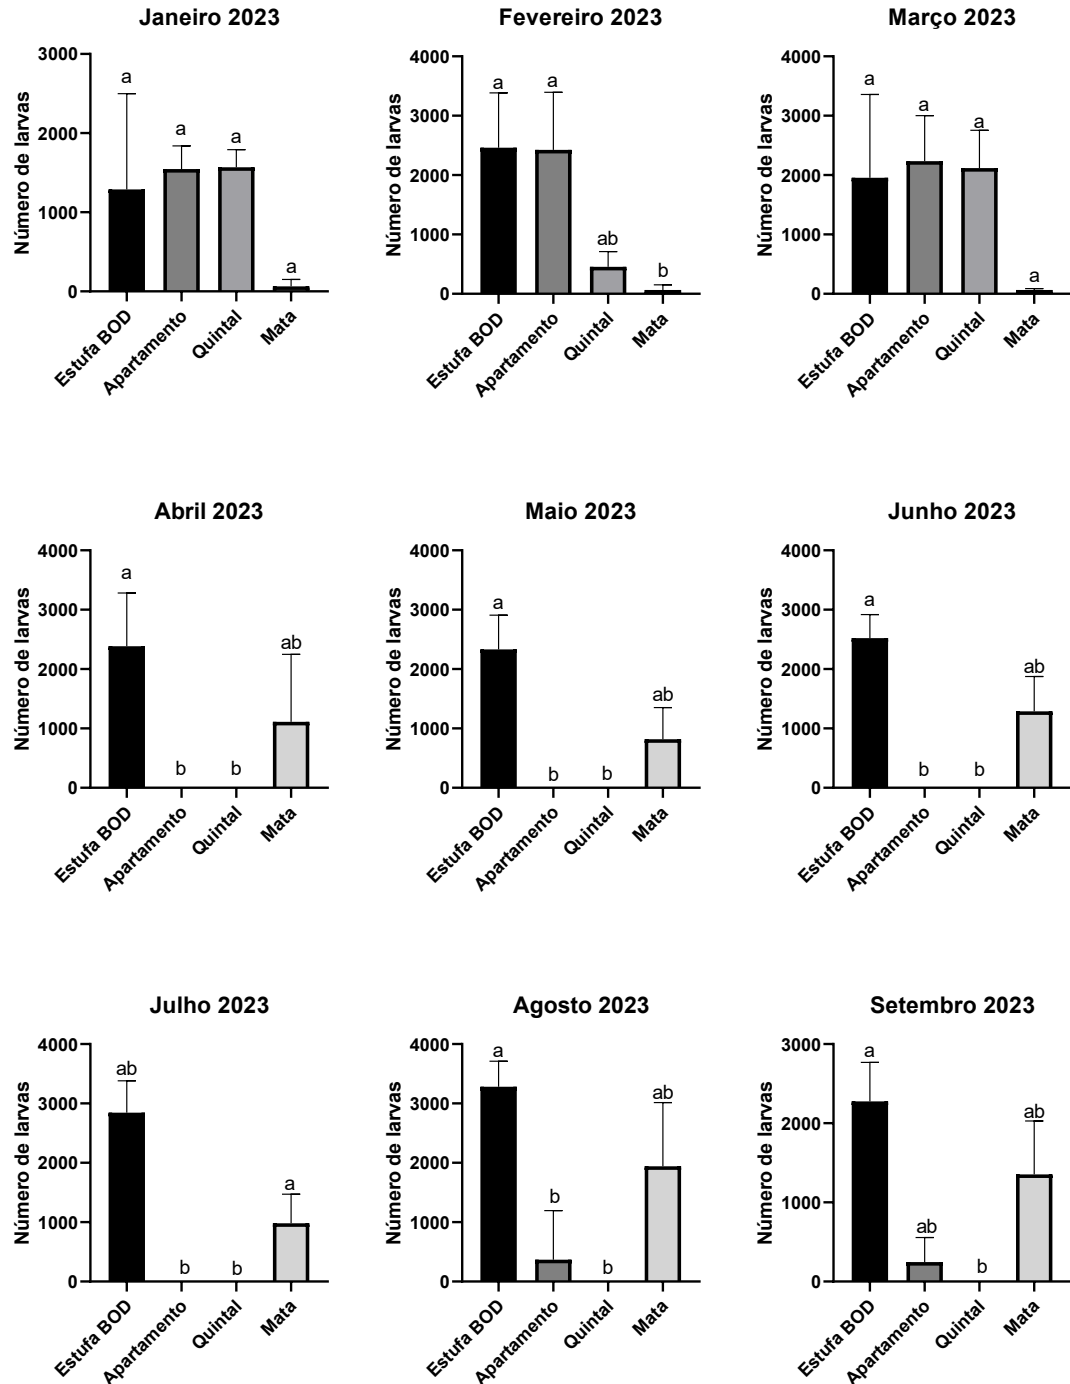 Janeiro 2023
Número de larvas
3000
2000
1000
0
a
a
a
a
Estufa BOD
Apartamento
Quintal
Mata
Fevereiro 2023
Número de larvas
4000
3000
2000
1000
0
a
a
ab
b
Estufa BOD
Apartamento
Quintal
Mata
Março 2023
Número de larvas
4000
3000
2000
1000
0
a
a
a
a
Estufa BOD
Apartamento
Quintal
Mata
Abril 2023
Número de larvas
4000
3000
2000
1000
0
a
b
b
ab
Estufa BOD
Apartamento
Quintal
Mata
Maio 2023
Número de larvas
4000
3000
2000
1000
0
a
b
b
ab
Estufa BOD
Apartamento
Quintal
Mata
Junho 2023
Número de larvas
4000
3000
2000
1000
0
a
b
b
ab
Estufa BOD
Apartamento
Quintal
Mata
Julho 2023
Número de larvas
4000
3000
2000
1000
0
ab
b
b
a
Estufa BOD
Apartamento
Quintal
Mata
Agosto 2023
Número de larvas
4000
3000
2000
1000
0
a
b
b
ab
Estufa BOD
Apartamento
Quintal
Mata
Setembro 2023
Número de larvas
3000
2000
1000
0
a
ab
b
ab
Estufa BOD
Apartamento
Quintal
Mata